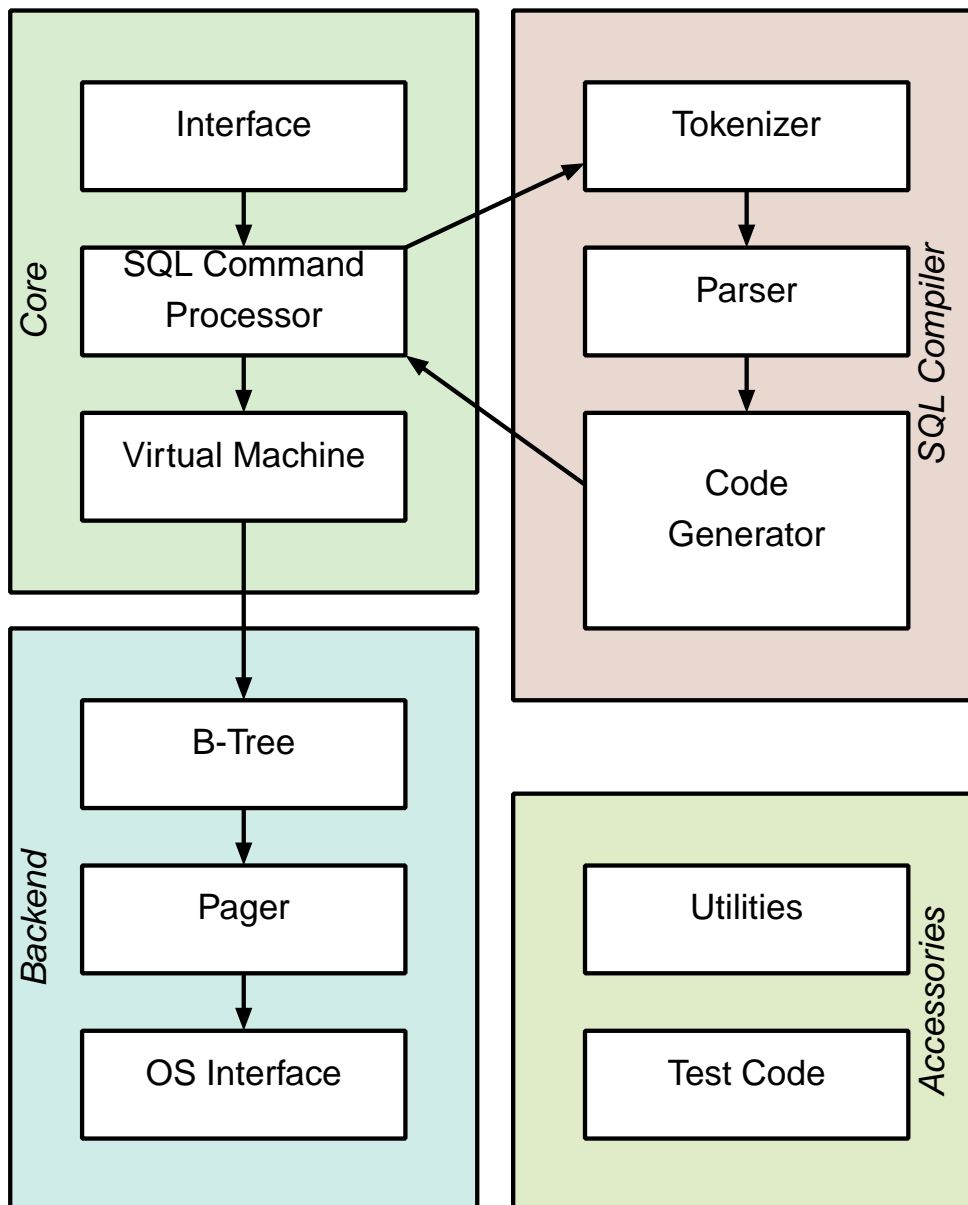 Core
Interface
SQL Command
Processor
Virtual Machine
SQL Compiler
Tokenizer
Parser
Code
Generator
Backend
B-Tree
Pager
OS Interface
Accessories
Utilities
Test Code